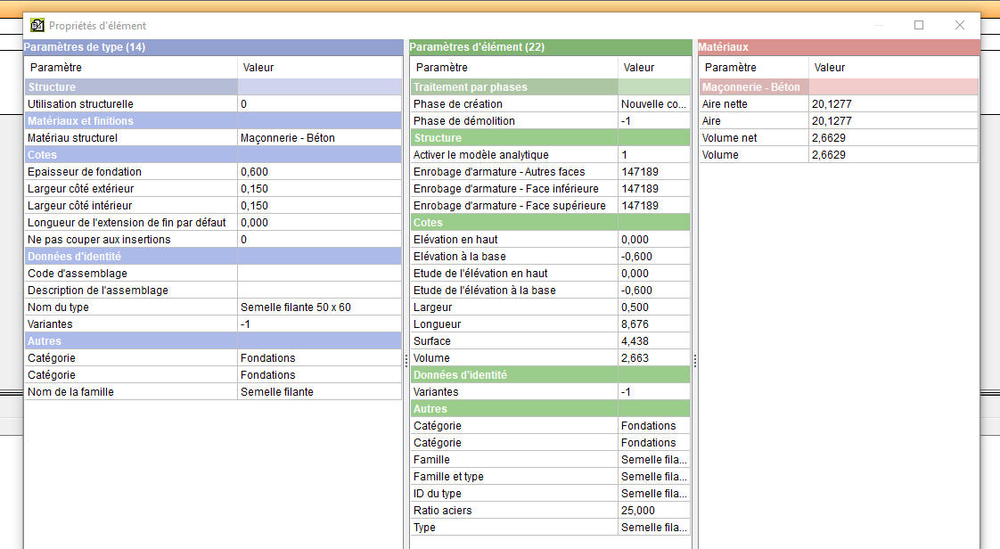 Propriétés d'élément
Paramètres de type (14)
Paramètre Valeur
Structure
Utilisation structurelle 0
Matériaux et finitions
Matériau structurel Maçonnerie - Béton
Cotes
Epaisseur de fondation 0,600
Largeur côté extérieur 0,150
Largeur côté intérieur 0,150
Longueur de l'extension de fin par défaut 0,000
Ne pas couper aux insertions 0
Données d'identité
Code d'assemblage
Description de l'assemblage
Nom du type Semelle filante 50 x 60
Variantes -1
Autres
Catégorie Fondations
Catégorie Fondations
Nom de la famille Semelle filante
Paramètres d'élément (22)
Paramètre Valeur
Traitement par phases
Phase de création Nouvelle co...
Phase de démolition -1
Structure
Activer le modèle analytique 1
Enrobage d'armature - Autres faces 147189
Enrobage d'armature - Face inférieure 147189
Enrobage d'armature - Face supérieure 147189
Cotes
Elévation en haut 0,000
Elévation à la base -0,600
Etude de l'élévation en haut 0,000
Etude de l'élévation à la base -0,600
Largeur 0,500
Longueur 8,676
Surface 4,438
Volume 2,663
Données d'identité
Variantes -1
Autres
Catégorie Fondations
Catégorie Fondations
Famille Semelle fila...
Famille et type Semelle fila...
ID du type Semelle fila...
Ratio aciers 25,000
Type Semelle fila...
Matériaux
Paramètre Valeur
Maçonnerie - Béton
Aire nette 20,1277
Aire 20,1277
Volume net 2,6629
Volume 2,6629